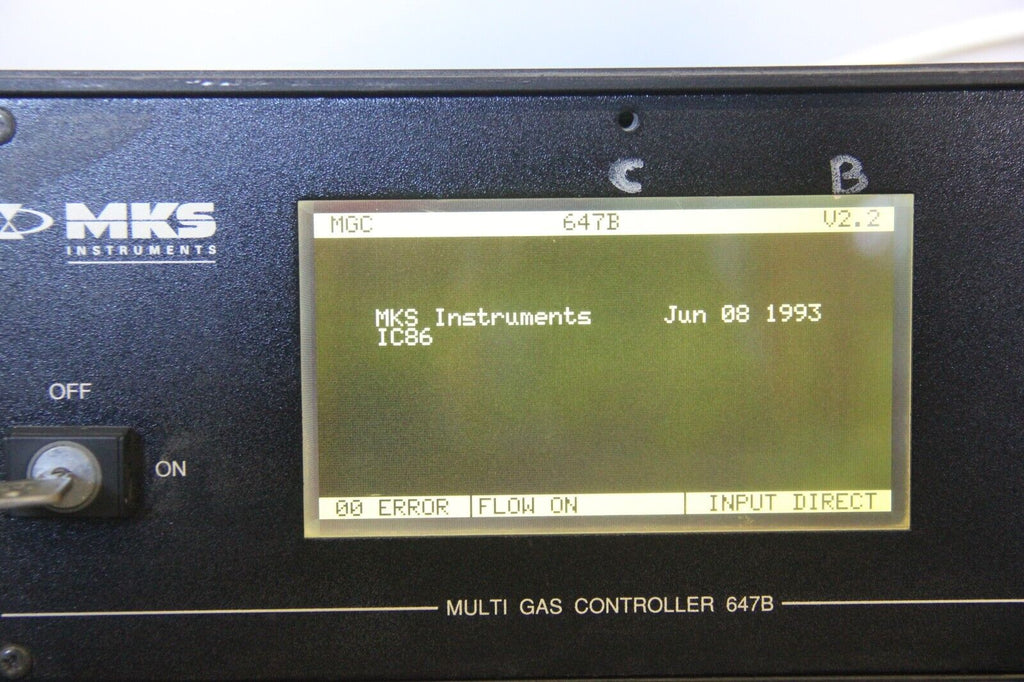 C B
MKS
INSTRUMENTS
MGC 647B V2.2
MKS Instruments Jun 08 1993
IC86
OFF
ON
00 ERROR FLOW ON INPUT DIRECT
MULTI GAS CONTROLLER 647B